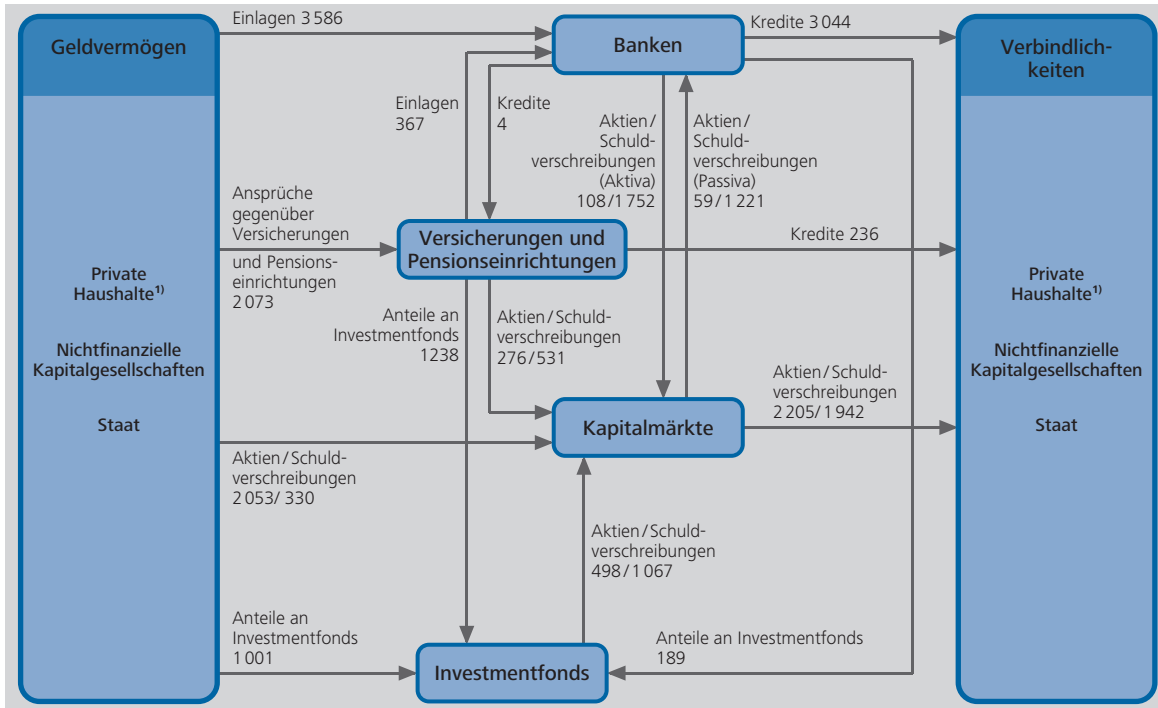 Einlagen 3 586
Geldvermögen
Banken
Kredite 3 044
Verbindlich-
keiten
Einlagen
367
Kredite
4
Aktien/
Schuld-
verschreibungen
(Aktiva)
108/1 752
Aktien/
Schuld-
verschreibungen
(Passiva)
59/1 221
Ansprüche
gegenüber
Versicherungen
und Pensions-
einrichtungen
2 073
Versicherungen und
Pensionseinrichtungen
Kredite 236
Private
Haushalte¹⁾
Nichtfinanzielle
Kapitalgesellschaften
Staat
Anteile an
Investmentfonds
1238
Aktien/Schuld-
verschreibungen
276/531
Private
Haushalte¹⁾
Nichtfinanzielle
Kapitalgesellschaften
Staat
Aktien/Schuld-
verschreibungen
2 205/1 942
Kapitalmärkte
Aktien/Schuld-
verschreibungen
2 053/ 330
Aktien/Schuld-
verschreibungen
498/1 067
Anteile an
Investmentfonds
1 001
Investmentfonds
Anteile an Investmentfonds
189